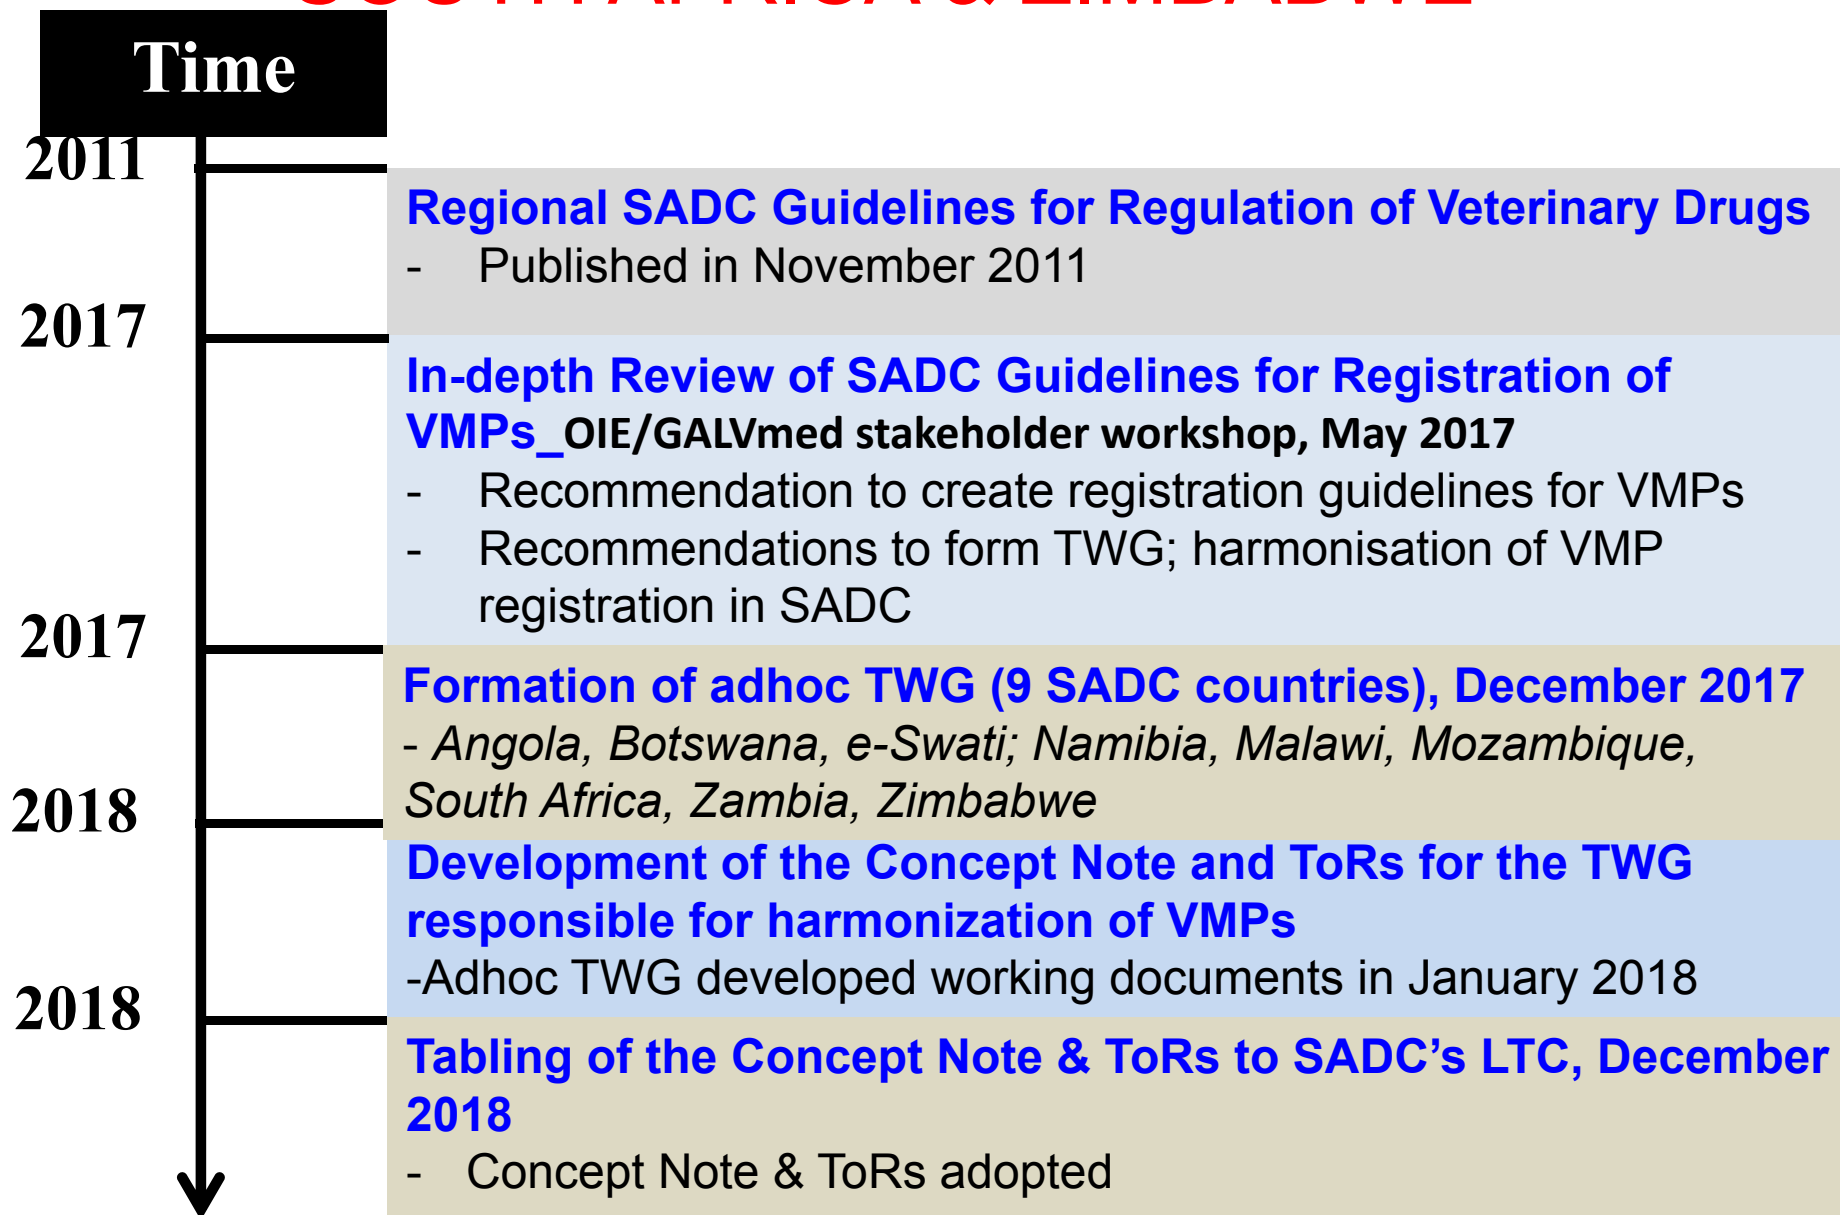 SOUTH AFRICA & ZIMBABWE
Time
2011
Regional SADC Guidelines for Regulation of Veterinary Drugs
- Published in November 2011
2017
In-depth Review of SADC Guidelines for Registration of
VMPs_OIE/GALVmed stakeholder workshop, May 2017
- Recommendation to create registration guidelines for VMPs
- Recommendations to form TWG; harmonisation of VMP
registration in SADC
2017
Formation of adhoc TWG (9 SADC countries), December 2017
- Angola, Botswana, e-Swati; Namibia, Malawi, Mozambique,
South Africa, Zambia, Zimbabwe
2018
Development of the Concept Note and ToRs for the TWG
responsible for harmonization of VMPs
-Adhoc TWG developed working documents in January 2018
2018
Tabling of the Concept Note & ToRs to SADC’s LTC, December
2018
- Concept Note & ToRs adopted